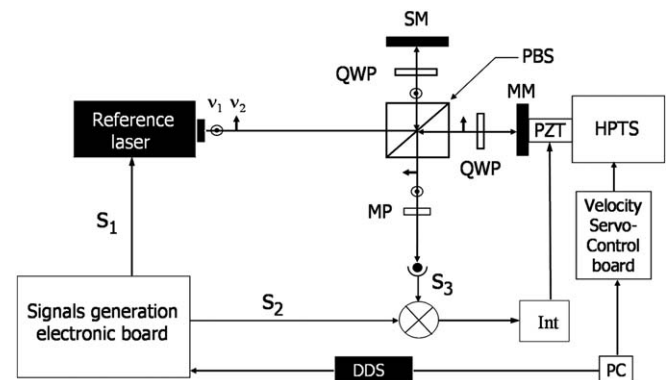 SM
QWP
PBS
ν₁ ν₂
MM
Reference
laser
PZT
HPTS
QWP
MP
S₁
Velocity
Servo-
Control
board
S₃
Signals generation
electronic board
S₂
Int
DDS
PC